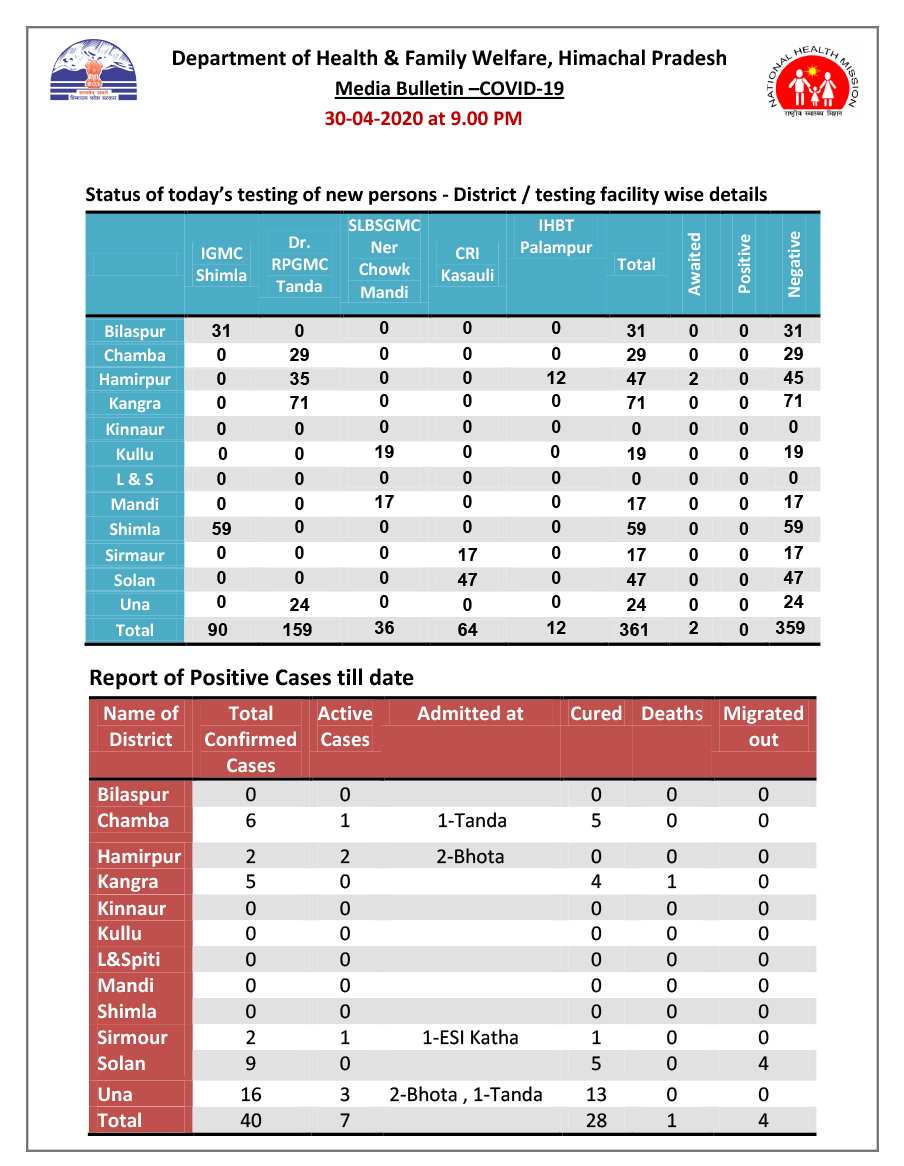 Department of Health & Family Welfare, Himachal Pradesh
Media Bulletin –COVID-19
30-04-2020 at 9.00 PM
NATIONAL HEALTH MISSION
राष्ट्रीय स्वास्थ्य मिशन
हिमाचल प्रदेश सरकार
Status of today's testing of new persons - District / testing facility wise details
IGMC Shimla Dr. RPGMC Tanda SLBSGMC Ner Chowk Mandi CRI Kasauli IHBT Palampur Total Awaited Positive Negative
Bilaspur 31 0 0 0 0 31 0 0 31
Chamba 0 29 0 0 0 29 0 0 29
Hamirpur 0 35 0 0 12 47 2 0 45
Kangra 0 71 0 0 0 71 0 0 71
Kinnaur 0 0 0 0 0 0 0 0 0
Kullu 0 0 19 0 0 19 0 0 19
L & S 0 0 0 0 0 0 0 0 0
Mandi 0 0 17 0 0 17 0 0 17
Shimla 59 0 0 0 0 59 0 0 59
Sirmaur 0 0 0 17 0 17 0 0 17
Solan 0 0 0 47 0 47 0 0 47
Una 0 24 0 0 0 24 0 0 24
Total 90 159 36 64 12 361 2 0 359
Report of Positive Cases till date
Name of District Total Confirmed Cases Active Cases Admitted at Cured Deaths Migrated out
Bilaspur 0 0 0 0 0
Chamba 6 1 1-Tanda 5 0 0
Hamirpur 2 2 2-Bhota 0 0 0
Kangra 5 0 4 1 0
Kinnaur 0 0 0 0 0
Kullu 0 0 0 0 0
L&Spiti 0 0 0 0 0
Mandi 0 0 0 0 0
Shimla 0 0 0 0 0
Sirmour 2 1 1-ESI Katha 1 0 0
Solan 9 0 5 0 4
Una 16 3 2-Bhota , 1-Tanda 13 0 0
Total 40 7 28 1 4